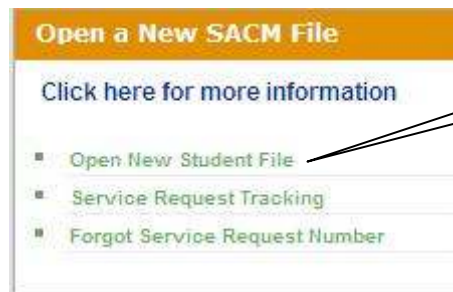 Open a New SACM File
Click here for more information
Open New Student File
Service Request Tracking
Forgot Service Request Number